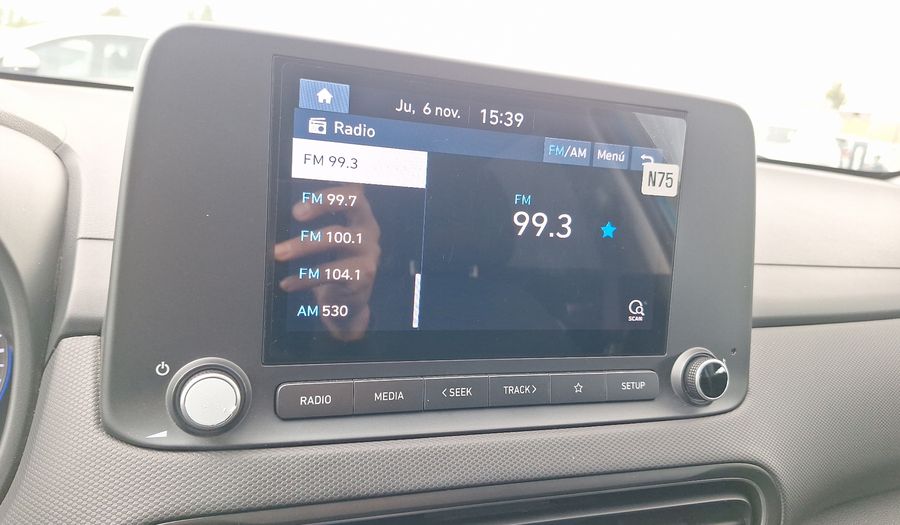 Ju, 6 nov. 15:39
Radio
FM/AM Menú
FM 99.3
N75
FM 99.7
FM 100.1
FM 104.1
AM 530
FM
99.3
SCAN
RADIO MEDIA < SEEK TRACK > SETUP